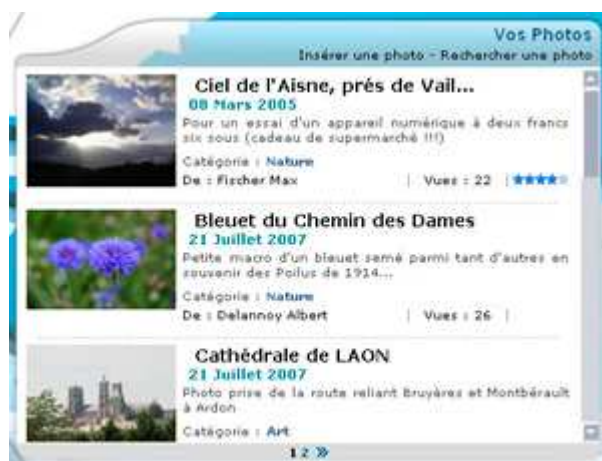 Vos Photos
Insérer une photo - Rechercher une photo
Ciel de l'Aisne, prés de Vail...
08 Mars 2005
Pour un essai d'un appareil numérique à deux francs
six sous (cadeau de supermarché !!!)
Catégorie : Nature
De : Fischer Max | Vues : 22 |
Bleuet du Chemin des Dames
21 Juillet 2007
Petite macro d'un bleuet semé parmi tant d'autres en
souvenir des Poilus de 1914...
Catégorie : Nature
De : Delannoy Albert | Vues : 26 |
Cathédrale de LAON
21 Juillet 2007
Photo prise de la route reliant Bruyères et Montbérault
à Ardon
Catégorie : Art
1 2 »